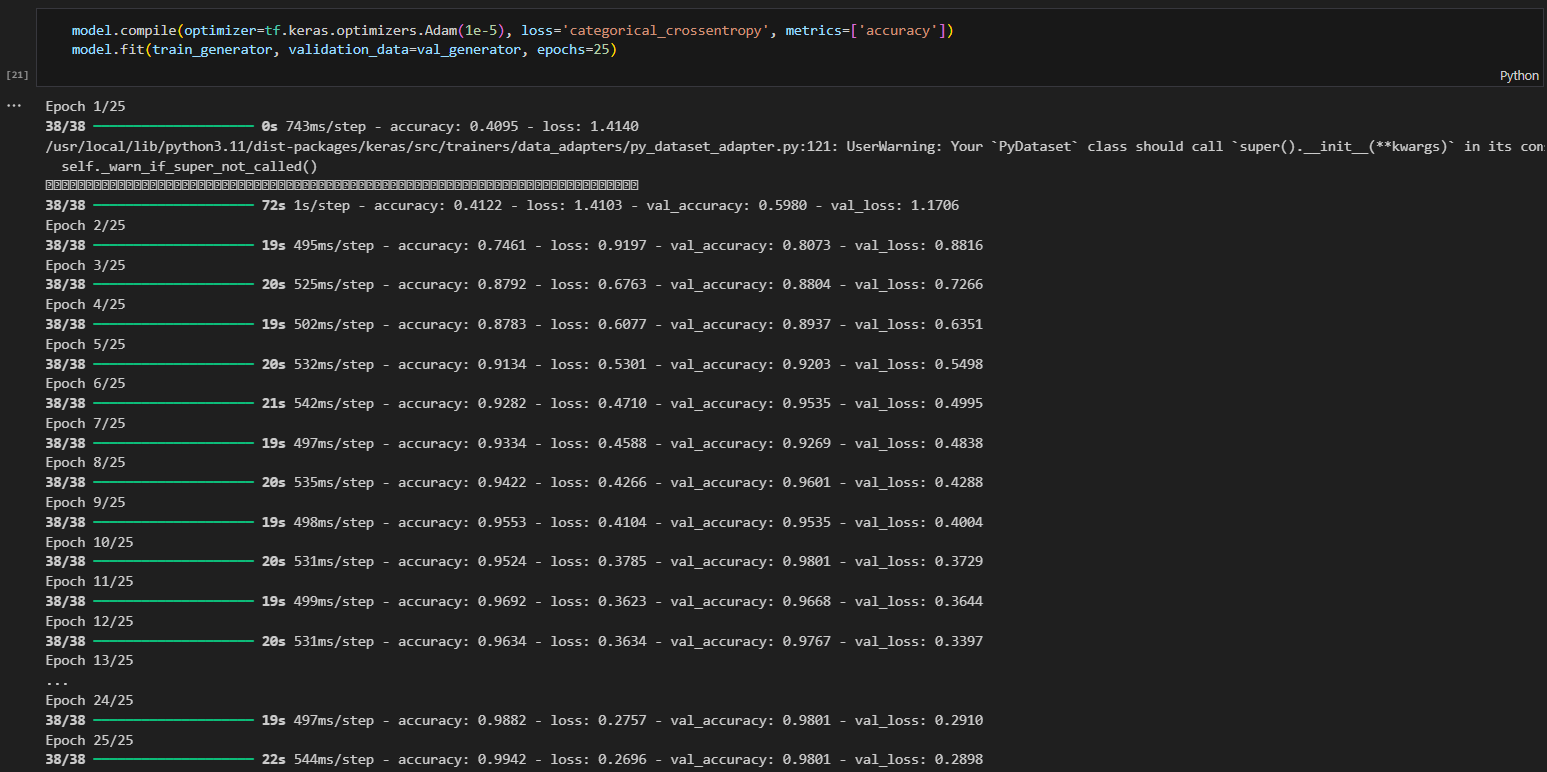 model.compile(optimizer=tf.keras.optimizers.Adam(1e-5), loss='categorical_crossentropy', metrics=['accuracy'])
model.fit(train_generator, validation_data=val_generator, epochs=25)
[21]
Python
...
Epoch 1/25
38/38 0s 743ms/step - accuracy: 0.4095 - loss: 1.4140
/usr/local/lib/python3.11/dist-packages/keras/src/trainers/data_adapters/py_dataset_adapter.py:121: UserWarning: Your `PyDataset` class should call `super().__init__(**kwargs)` in its con
self._warn_if_super_not_called()
38/38 72s 1s/step - accuracy: 0.4122 - loss: 1.4103 - val_accuracy: 0.5980 - val_loss: 1.1706
Epoch 2/25
38/38 19s 495ms/step - accuracy: 0.7461 - loss: 0.9197 - val_accuracy: 0.8073 - val_loss: 0.8816
Epoch 3/25
38/38 20s 525ms/step - accuracy: 0.8792 - loss: 0.6763 - val_accuracy: 0.8804 - val_loss: 0.7266
Epoch 4/25
38/38 19s 502ms/step - accuracy: 0.8783 - loss: 0.6077 - val_accuracy: 0.8937 - val_loss: 0.6351
Epoch 5/25
38/38 20s 532ms/step - accuracy: 0.9134 - loss: 0.5301 - val_accuracy: 0.9203 - val_loss: 0.5498
Epoch 6/25
38/38 21s 542ms/step - accuracy: 0.9282 - loss: 0.4710 - val_accuracy: 0.9535 - val_loss: 0.4995
Epoch 7/25
38/38 19s 497ms/step - accuracy: 0.9334 - loss: 0.4588 - val_accuracy: 0.9269 - val_loss: 0.4838
Epoch 8/25
38/38 20s 535ms/step - accuracy: 0.9422 - loss: 0.4266 - val_accuracy: 0.9601 - val_loss: 0.4288
Epoch 9/25
38/38 19s 498ms/step - accuracy: 0.9553 - loss: 0.4104 - val_accuracy: 0.9535 - val_loss: 0.4004
Epoch 10/25
38/38 20s 531ms/step - accuracy: 0.9524 - loss: 0.3785 - val_accuracy: 0.9801 - val_loss: 0.3729
Epoch 11/25
38/38 19s 499ms/step - accuracy: 0.9692 - loss: 0.3623 - val_accuracy: 0.9668 - val_loss: 0.3644
Epoch 12/25
38/38 20s 531ms/step - accuracy: 0.9634 - loss: 0.3634 - val_accuracy: 0.9767 - val_loss: 0.3397
Epoch 13/25
...
Epoch 24/25
38/38 19s 497ms/step - accuracy: 0.9882 - loss: 0.2757 - val_accuracy: 0.9801 - val_loss: 0.2910
Epoch 25/25
38/38 22s 544ms/step - accuracy: 0.9942 - loss: 0.2696 - val_accuracy: 0.9801 - val_loss: 0.2898